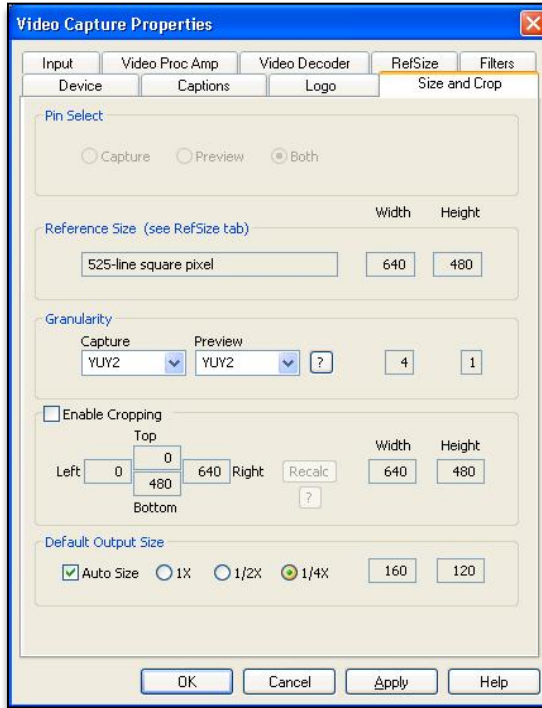 Video Capture Properties
Input Video Proc Amp Video Decoder RefSize Filters
Device Captions Logo Size and Crop
Pin Select
Capture Preview Both
Width Height
Reference Size (see RefSize tab)
525-line square pixel 640 480
Granularity
Capture Preview
YUY2 YUY2 ? 4 1
Enable Cropping
Top Width Height
0
Left 0 640 Right Recalc 640 480
480 ?
Bottom
Default Output Size
Auto Size 1X 1/2X 1/4X 160 120
OK Cancel Apply Help